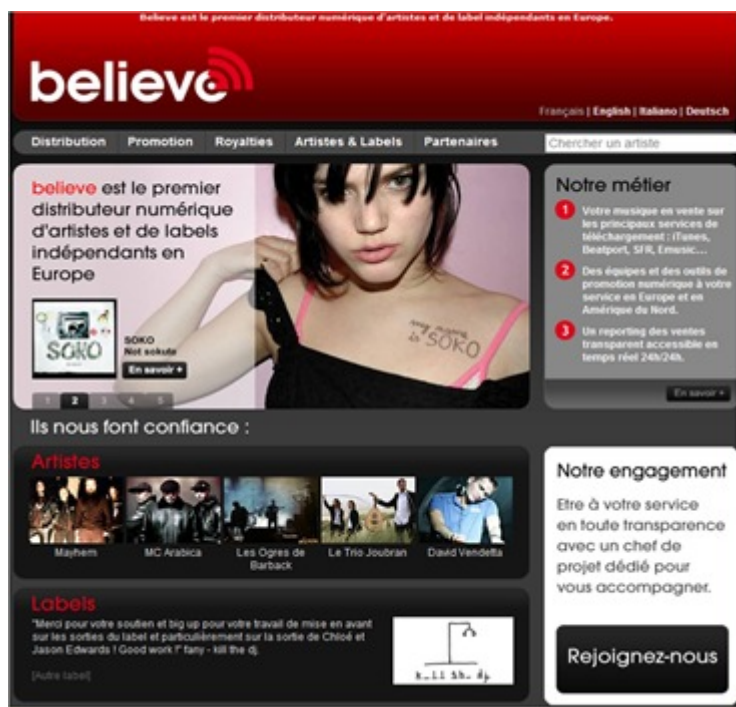 Believe est le premier distributeur numérique d'artistes et de label indépendants en Europe.
believe
Français | English | Italiano | Deutsch
Distribution Promotion Royalties Artistes & Labels Partenaires
Chercher un artiste
believe est le premier
distributeur numérique
d'artistes et de labels
indépendants en
Europe
SOKO
SOKO
Not sokute
En savoir +
1 2 3 4 5
SOKO
Notre métier
1 Votre musique en vente sur
les principaux services de
téléchargement : iTunes,
Beatport, SFR, Emusic...
2 Des équipes et des outils de
promotion numérique à votre
service en Europe et en
Amérique du Nord.
3 Un reporting des ventes
transparent accessible en
temps réel 24h/24h.
En savoir +
Ils nous font confiance :
Artistes
Mayhem
MC Arabica
Les Ogres de
Barback
Le Trio Joubran
David Vendetta
Labels
"Merci pour votre soutien et big up pour votre travail de mise en avant
sur les sorties du label et particulièrement sur la sortie de Chloé et
Jason Edwards ! Good work !" fany - kill the dj.
[Autre label]
Notre engagement
Etre à votre service
en toute transparence
avec un chef de
projet dédié pour
vous accompagner.
Rejoignez-nous